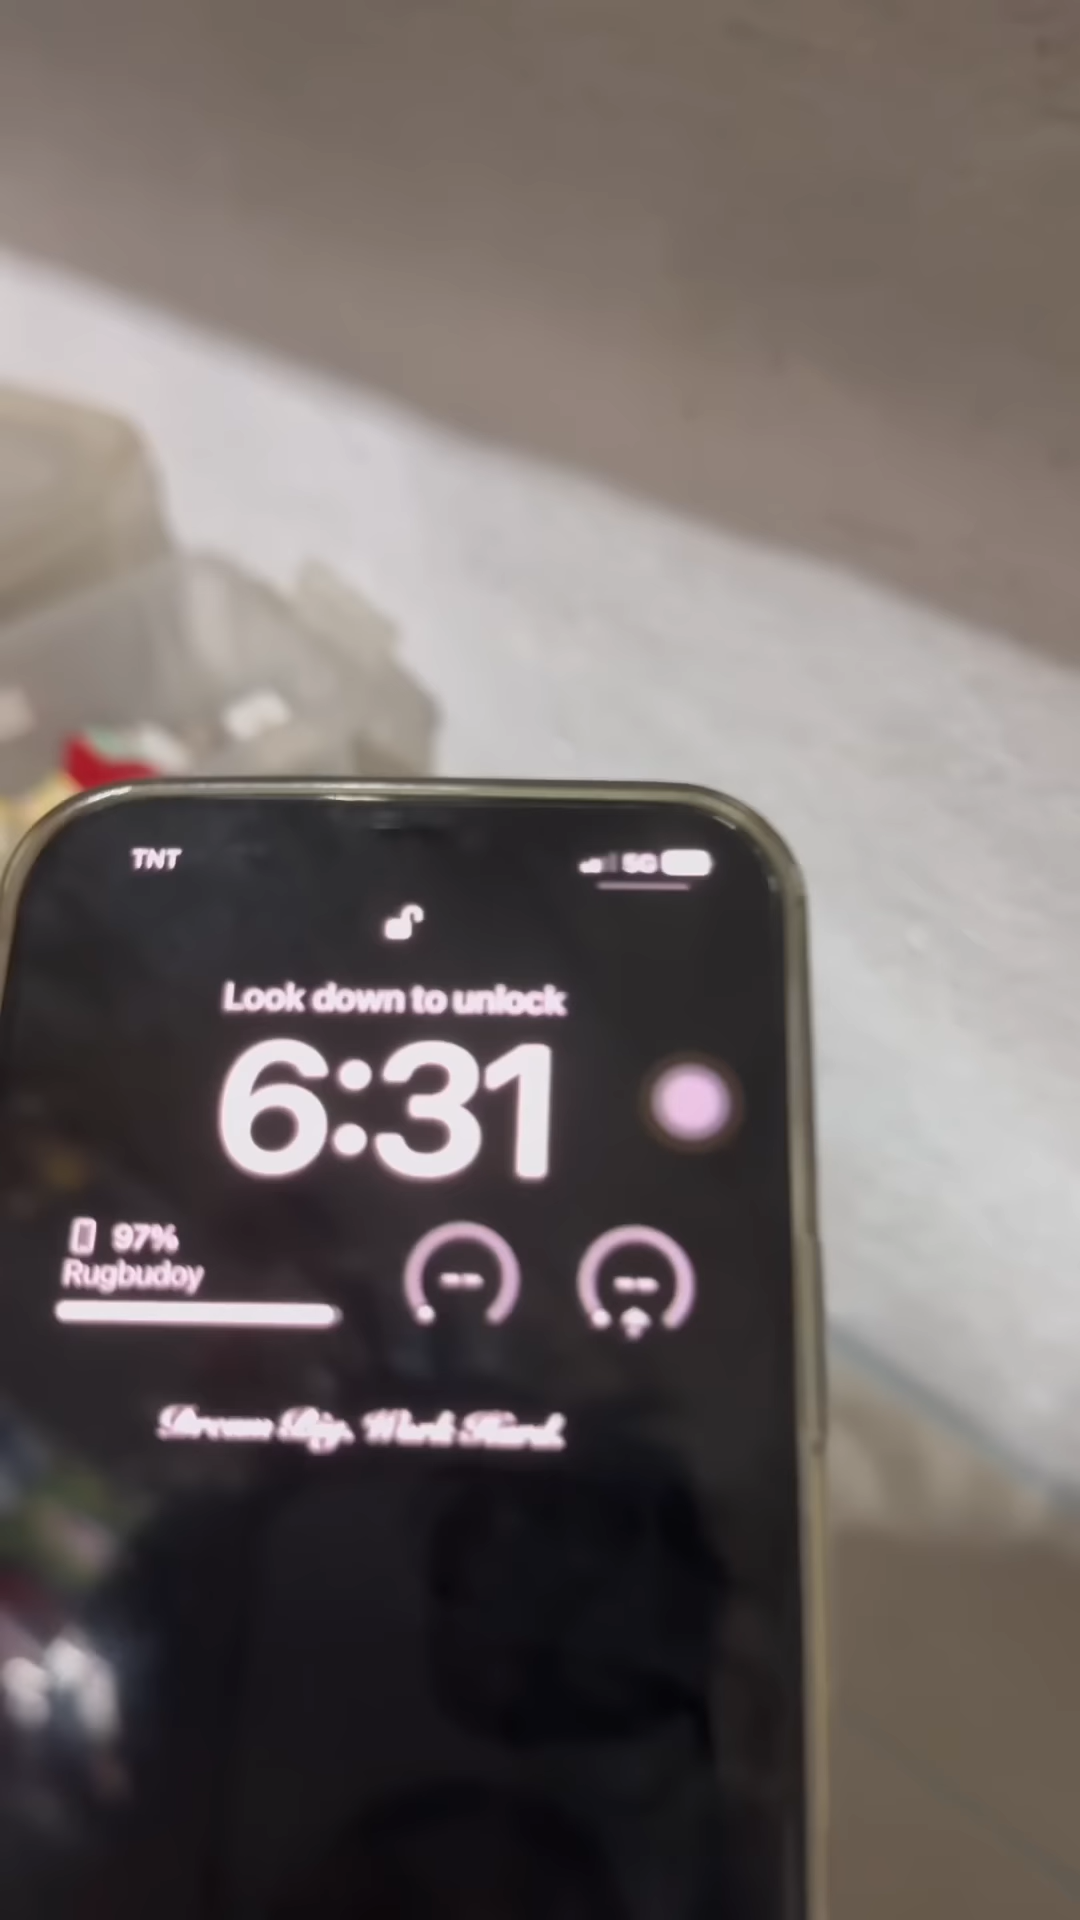 TNT
5G
Look down to unlock
6:31
97%
Rugbudoy
--
--
Dream Big, Work Hard.